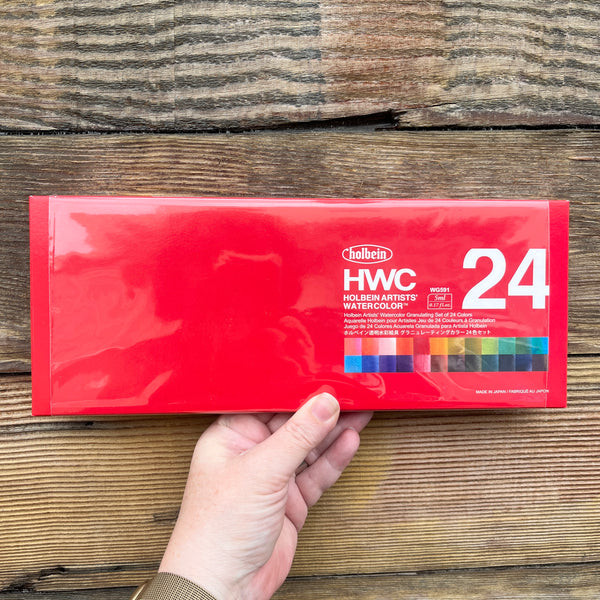 holbein
HWC
HOLBEIN ARTISTS'
WATERCOLOR™
WG591
5ml
0.17 fl.oz.
24
Holbein Artists' Watercolor Granulating Set of 24 Colors
Aquarelle Holbein pour Artistes Jeu de 24 Couleurs à Granulation
Juego de 24 Colores Acuarela Granulada para Artista Holbein
ホルベイン透明水彩絵具 グラニュレーティングカラー 24色セット
MADE IN JAPAN / FABRIQUÉ AU JAPON